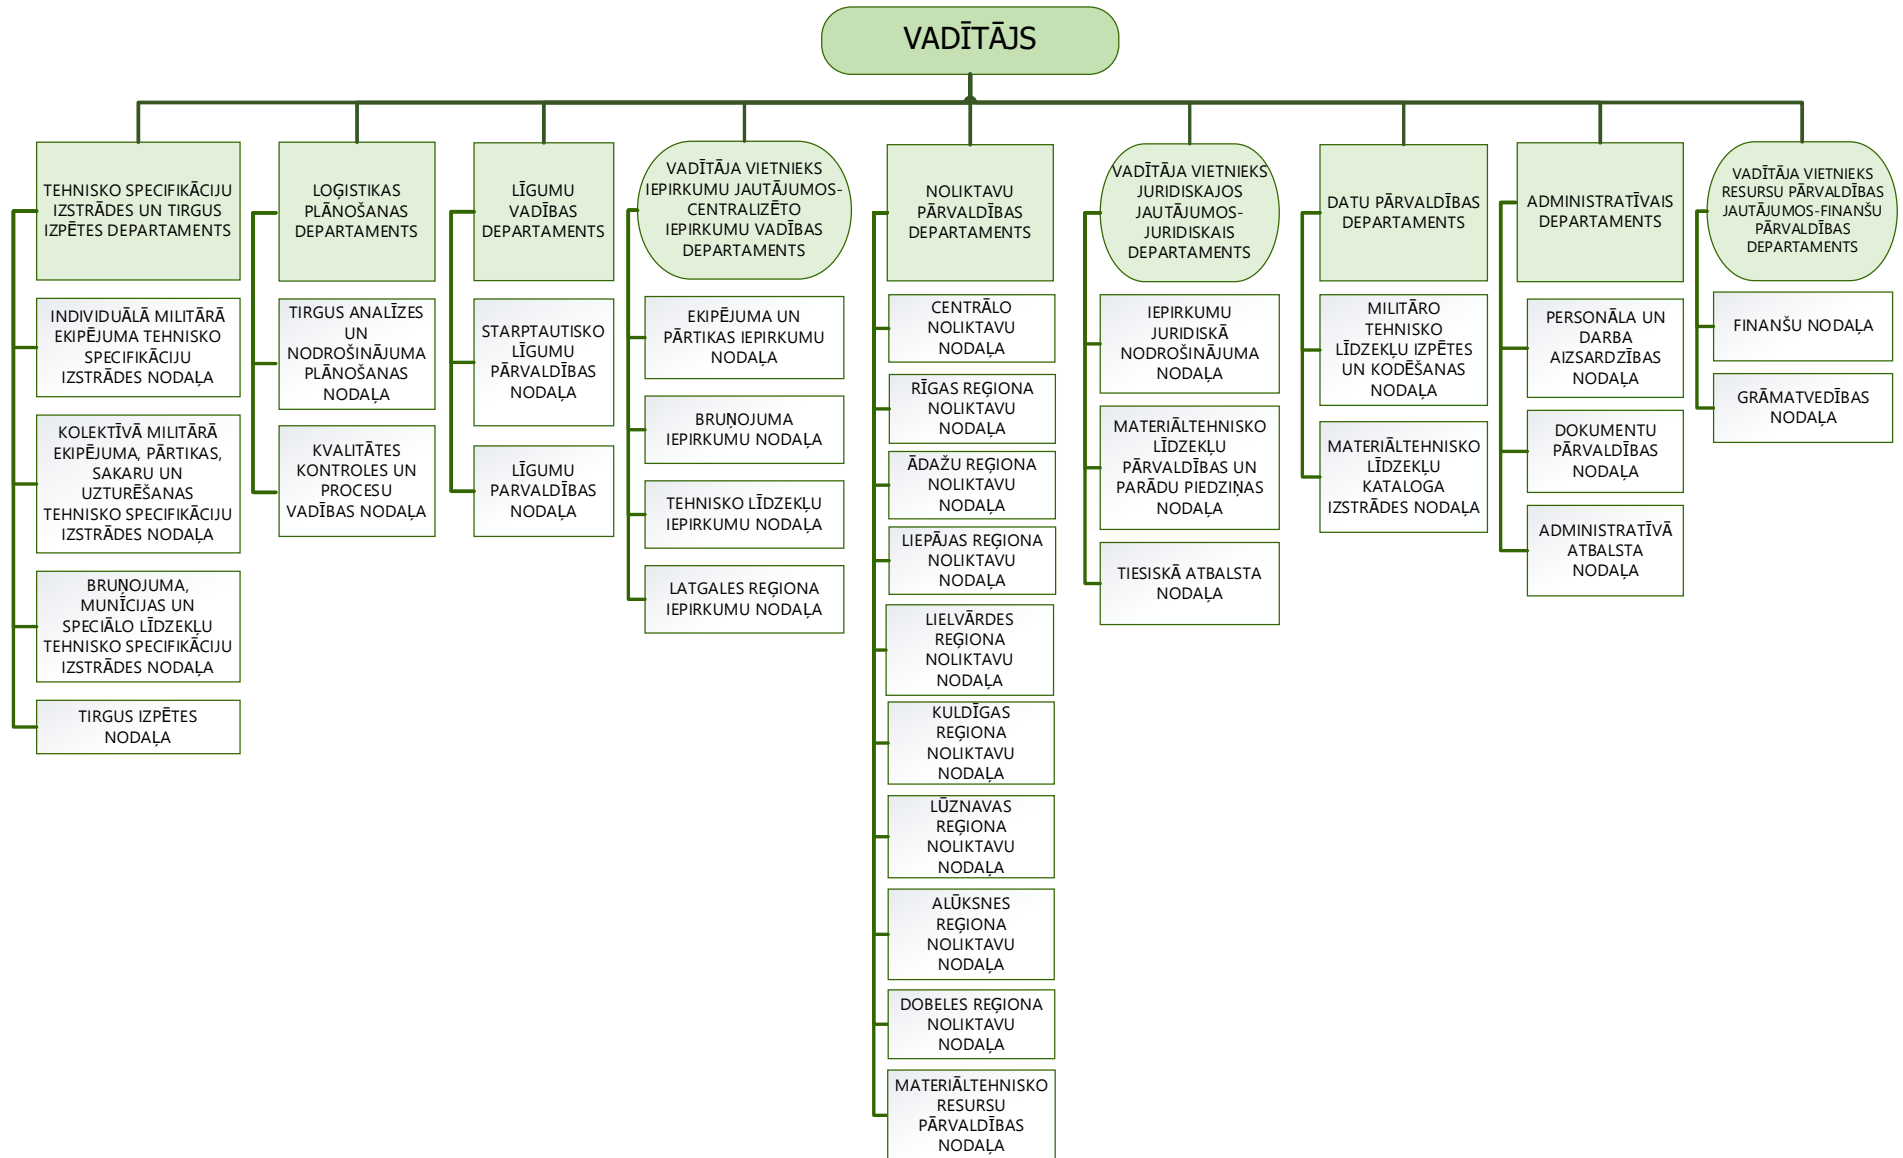 VADĪTĀJS
TEHNISKO SPECIFIKĀCIJU
IZSTRĀDES UN TIRGUS
IZPĒTES DEPARTAMENTS
INDIVIDUĀLĀ MILITĀRĀ
EKIPĒJUMA TEHNISKO
SPECIFIKĀCIJU
IZSTRĀDES NODAĻA
KOLEKTĪVĀ MILITĀRĀ
EKIPĒJUMA, PĀRTIKAS,
SAKARU UN
UZTURĒŠANAS
TEHNISKO SPECIFIKĀCIJU
IZSTRĀDES NODAĻA
BRUŅOJUMA,
MUNĪCIJAS UN
SPECIĀLO LĪDZEKĻU
TEHNISKO SPECIFIKĀCIJU
IZSTRĀDES NODAĻA
TIRGUS IZPĒTES
NODAĻA
LOĢISTIKAS
PLĀNOŠANAS
DEPARTAMENTS
TIRGUS ANALĪZES
UN
NODROŠINĀJUMA
PLĀNOŠANAS
NODAĻA
KVALITĀTES
KONTROLES UN
PROCESU
VADĪBAS NODAĻA
LĪGUMU
VADĪBAS
DEPARTAMENTS
STARPTAUTISKO
LĪGUMU
PĀRVALDĪBAS
NODAĻA
LĪGUMU
PARVALDĪBAS
NODAĻA
VADĪTĀJA VIETNIEKS
IEPIRKUMU JAUTĀJUMOS-
CENTRALIZĒTO
IEPIRKUMU VADĪBAS
DEPARTAMENTS
EKIPĒJUMA UN
PĀRTIKAS IEPIRKUMU
NODAĻA
BRUŅOJUMA
IEPIRKUMU NODAĻA
TEHNISKO LĪDZEKĻU
IEPIRKUMU NODAĻA
LATGALES REĢIONA
IEPIRKUMU NODAĻA
NOLIKTAVU
PĀRVALDĪBAS
DEPARTAMENTS
CENTRĀLO
NOLIKTAVU
NODAĻA
RĪGAS REĢIONA
NOLIKTAVU
NODAĻA
ĀDAŽU REĢIONA
NOLIKTAVU
NODAĻA
LIEPĀJAS REĢIONA
NOLIKTAVU
NODAĻA
LIELVĀRDES
REĢIONA
NOLIKTAVU
NODAĻA
KULDĪGAS
REĢIONA
NOLIKTAVU
NODAĻA
LŪZNAVAS
REĢIONA
NOLIKTAVU
NODAĻA
ALŪKSNES
REĢIONA
NOLIKTAVU
NODAĻA
DOBELES REĢIONA
NOLIKTAVU
NODAĻA
MATERIĀLTEHNISKO
RESURSU
PĀRVALDĪBAS
NODAĻA
VADĪTĀJA VIETNIEKS
JURIDISKAJOS
JAUTĀJUMOS-
JURIDISKAIS
DEPARTAMENTS
IEPIRKUMU
JURIDISKĀ
NODROŠINĀJUMA
NODAĻA
MATERIĀLTEHNISKO
LĪDZEKĻU
PĀRVALDĪBAS UN
PARĀDU PIEDZIŅAS
NODAĻA
TIESISKĀ ATBALSTA
NODAĻA
DATU PĀRVALDĪBAS
DEPARTAMENTS
MILITĀRO
TEHNISKO
LĪDZEKĻU IZPĒTES
UN KODĒŠANAS
NODAĻA
MATERIĀLTEHNISKO
LĪDZEKĻU
KATALOGA
IZSTRĀDES NODAĻA
ADMINISTRATĪVAIS
DEPARTAMENTS
PERSONĀLA UN
DARBA
AIZSARDZĪBAS
NODAĻA
DOKUMENTU
PĀRVALDĪBAS
NODAĻA
ADMINISTRATĪVĀ
ATBALSTA
NODAĻA
VADĪTĀJA VIETNIEKS
RESURSU PĀRVALDĪBAS
JAUTĀJUMOS-FINANŠU
PĀRVALDĪBAS
DEPARTAMENTS
FINANŠU NODAĻA
GRĀMATVEDĪBAS
NODAĻA